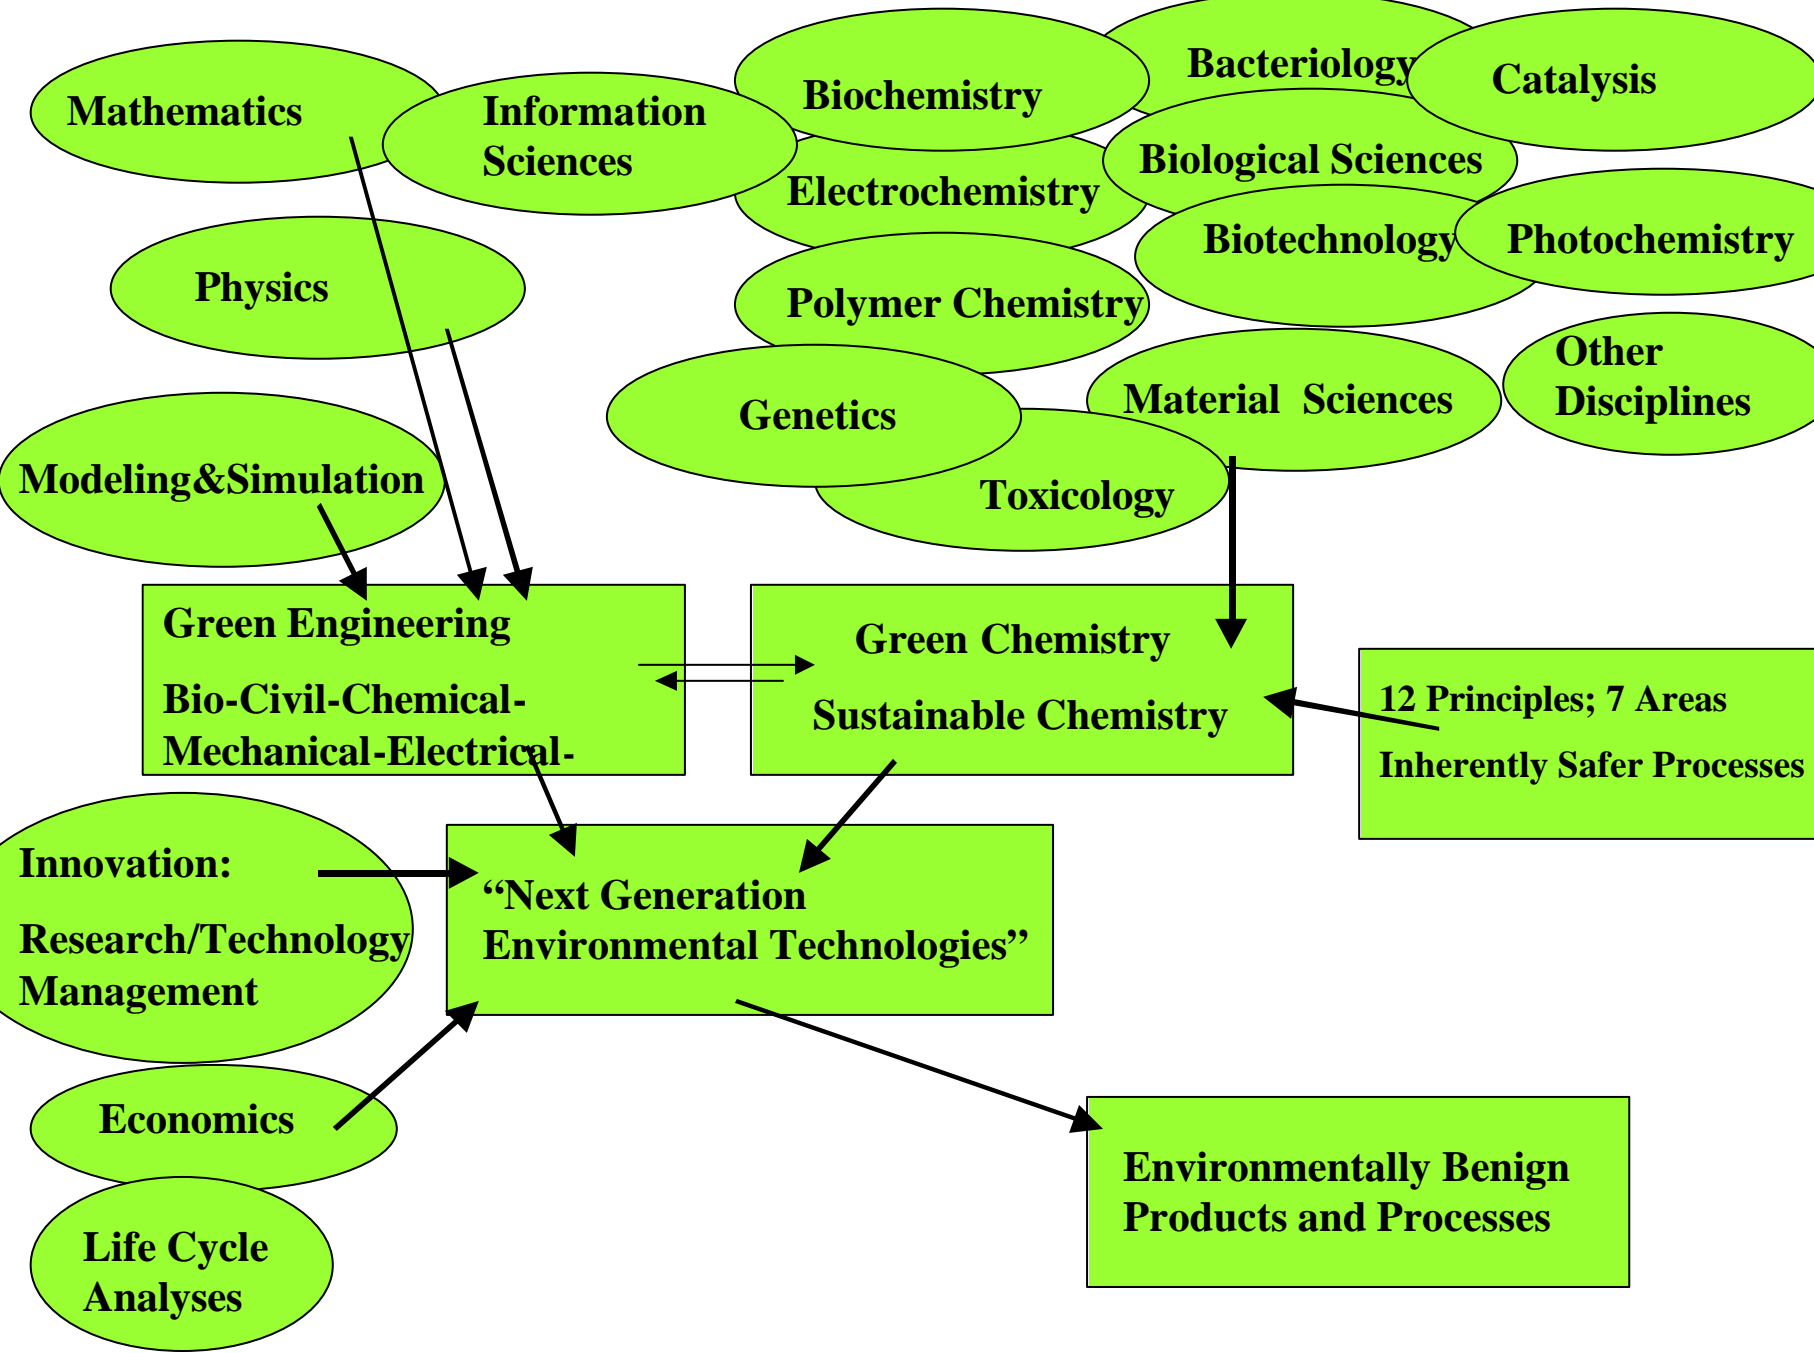 Mathematics
Information
Sciences
Biochemistry
Bacteriology
Catalysis
Electrochemistry
Biological Sciences
Physics
Polymer Chemistry
Biotechnology
Photochemistry
Modeling&Simulation
Genetics
Toxicology
Material  Sciences
Other
Disciplines
Green Engineering
Bio-Civil-Chemical-
Mechanical-Electrical-
Green Chemistry
Sustainable Chemistry
12 Principles; 7 Areas
Inherently Safer Processes
Innovation:
Research/Technology
Management
“Next Generation
Environmental Technologies”
Economics
Life Cycle
Analyses
Environmentally Benign
Products and Processes